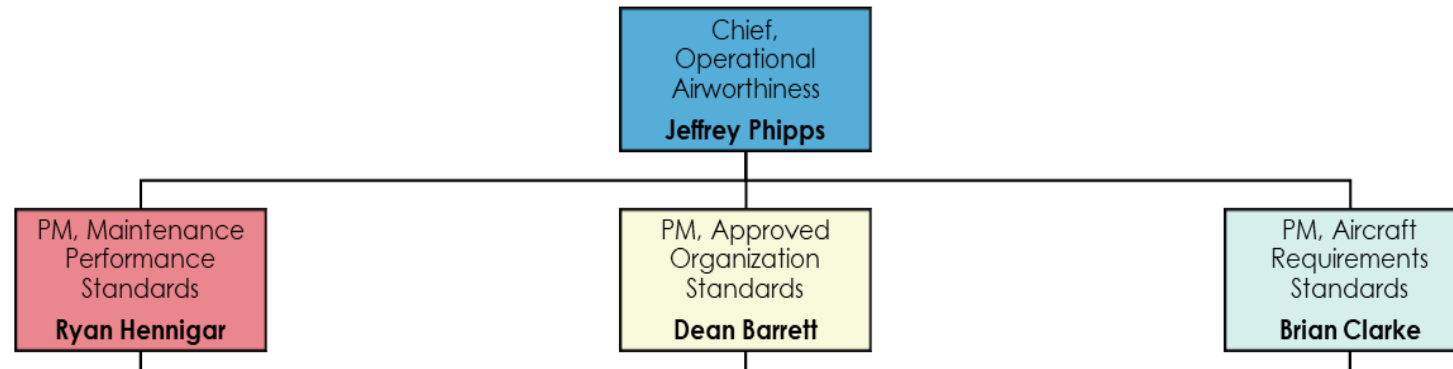 Chief,
Operational
Airworthiness
Jeffrey Phipps
PM, Maintenance
Performance
Standards
Ryan Hennigar
PM, Approved
Organization
Standards
Dean Barrett
PM, Aircraft
Requirements
Standards
Brian Clarke